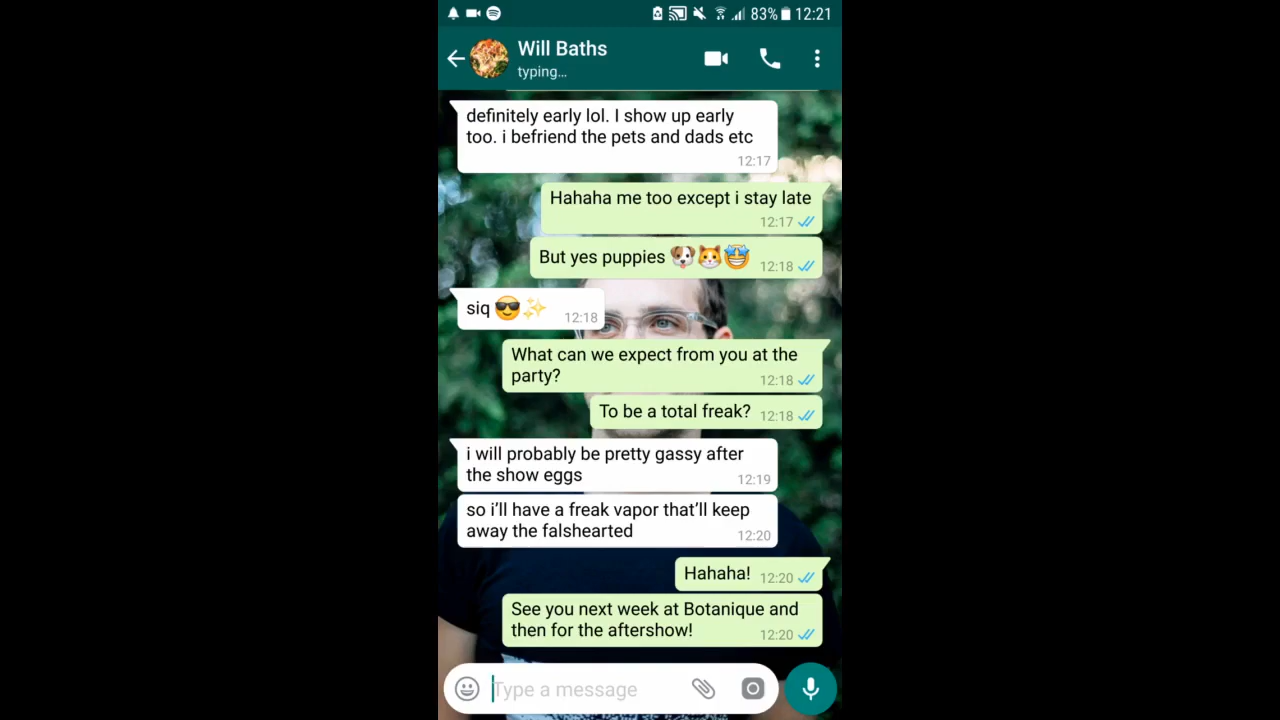 83% 12:21
Will Baths
typing...
definitely early lol. I show up early
too. i befriend the pets and dads etc
12:17
Hahaha me too except i stay late
12:17
But yes puppies 🐶🐱🤩 12:18
siq 😎✨ 12:18
What can we expect from you at the
party? 12:18
To be a total freak? 12:18
i will probably be pretty gassy after
the show eggs 12:19
so i'll have a freak vapor that'll keep
away the falshearted 12:20
Hahaha! 12:20
See you next week at Botanique and
then for the aftershow! 12:20
Type a message